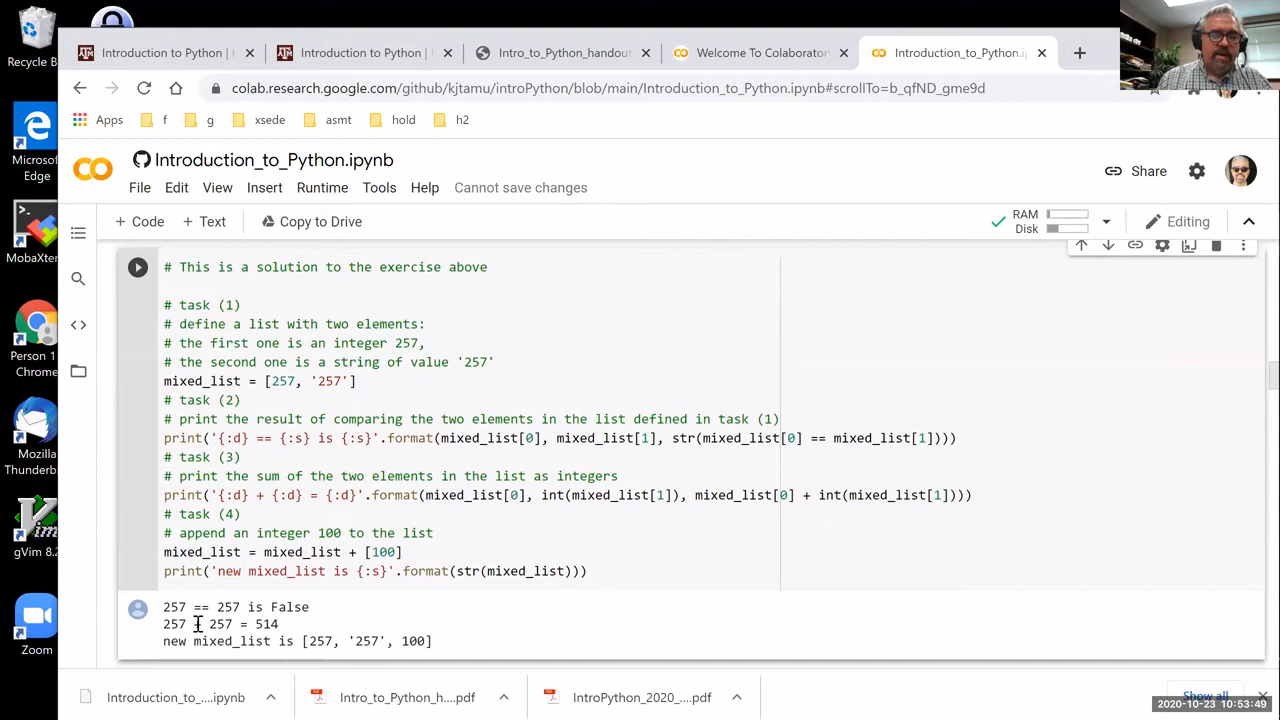 Recycle B
Microsof
Edge
MobaXter
Person 1
Chrome
Mozilla
Thunderb
gVim 8.2
Zoom
Introduction to Python |
Introduction to Python
Intro_to_Python_handout
Welcome To Colaborator
Introduction_to_Python.i
colab.research.google.com/github/kjtamu/introPython/blob/main/Introduction_to_Python.ipynb#scrollTo=b_qfND_gme9d
Apps f g xsede asmt hold h2
Introduction_to_Python.ipynb
File Edit View Insert Runtime Tools Help Cannot save changes
Share
+ Code + Text Copy to Drive
RAM
Disk
Editing
# This is a solution to the exercise above
# task (1)
# define a list with two elements:
# the first one is an integer 257,
# the second one is a string of value '257'
mixed_list = [257, '257']
# task (2)
# print the result of comparing the two elements in the list defined in task (1)
print('{:d} == {:s} is {:s}'.format(mixed_list[0], mixed_list[1], str(mixed_list[0] == mixed_list[1])))
# task (3)
# print the sum of the two elements in the list as integers
print('{:d} + {:d} = {:d}'.format(mixed_list[0], int(mixed_list[1]), mixed_list[0] + int(mixed_list[1])))
# task (4)
# append an integer 100 to the list
mixed_list = mixed_list + [100]
print('new mixed_list is {:s}'.format(str(mixed_list)))
257 == 257 is False
257 257 = 514
new mixed_list is [257, '257', 100]
Introduction_to_....ipynb
Intro_to_Python_h....pdf
IntroPython_2020_....pdf
Show all
2020-10-23 10:53:49